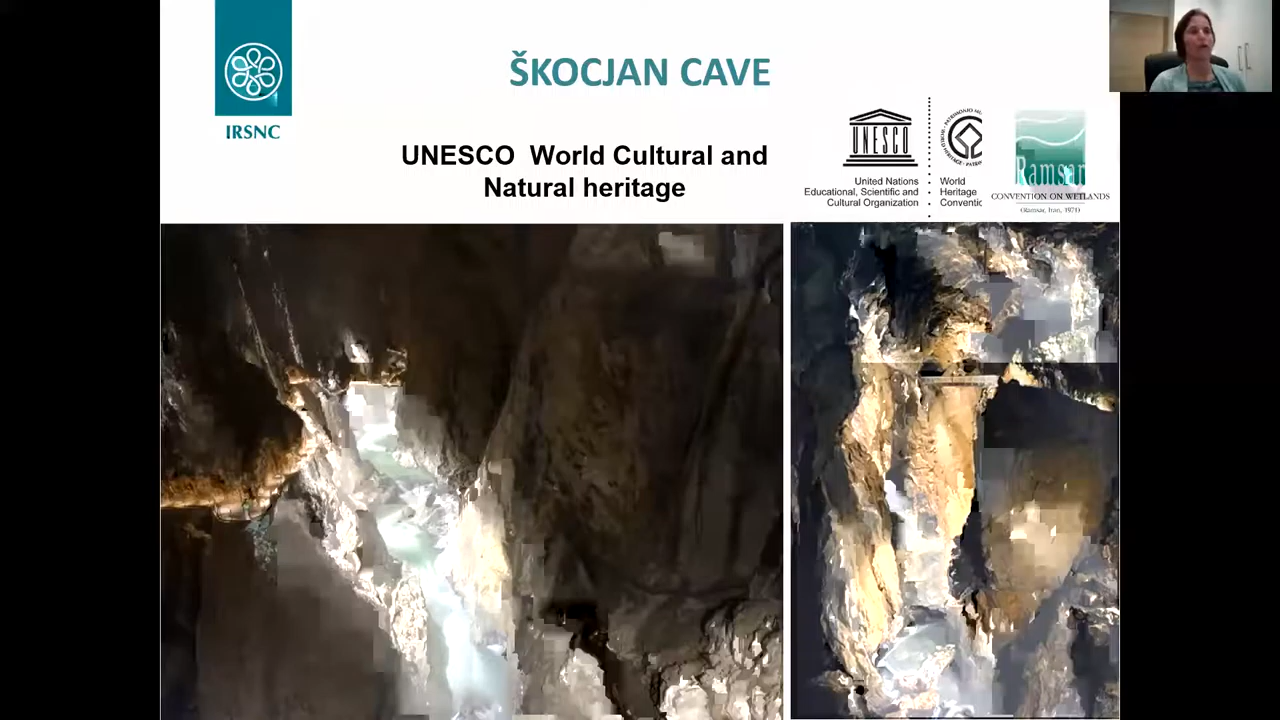 IRSNC
ŠKOCJAN CAVE
UNESCO World Cultural and
Natural heritage
UNESCO
United Nations
Educational, Scientific and
Cultural Organization
World
Heritage
Conventic
Ramsar
CONVENTION ON WETLANDS
(Ramsar, Iran, 1971)